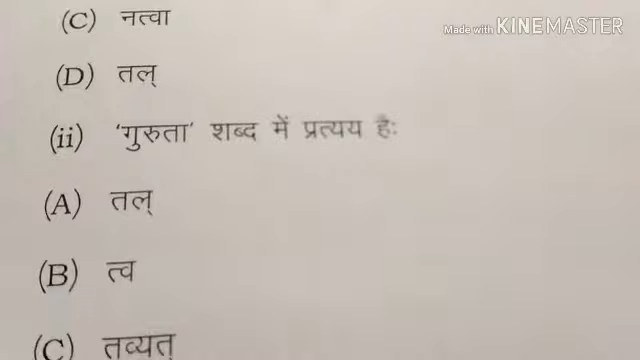 (C) नत्वा
Made with KINEMASTER
(D) तल्
(ii) 'गुरुता' शब्द में प्रत्यय हैः
(A) तल्
(B) त्व
(C) तव्यत्